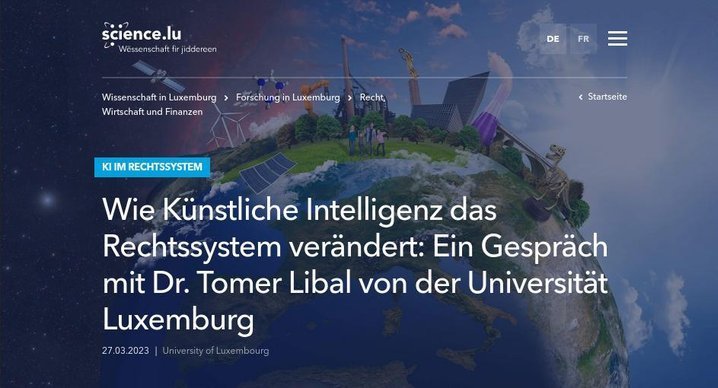 science.lu
Wëssenschaft fir jiddereen
DE FR
Wissenschaft in Luxemburg > Forschung in Luxemburg > Recht,
Wirtschaft und Finanzen
< Startseite
KI IM RECHTSSYSTEM
Wie Künstliche Intelligenz das
Rechtssystem verändert: Ein Gespräch
mit Dr. Tomer Libal von der Universität
Luxemburg
27.03.2023 | University of Luxembourg